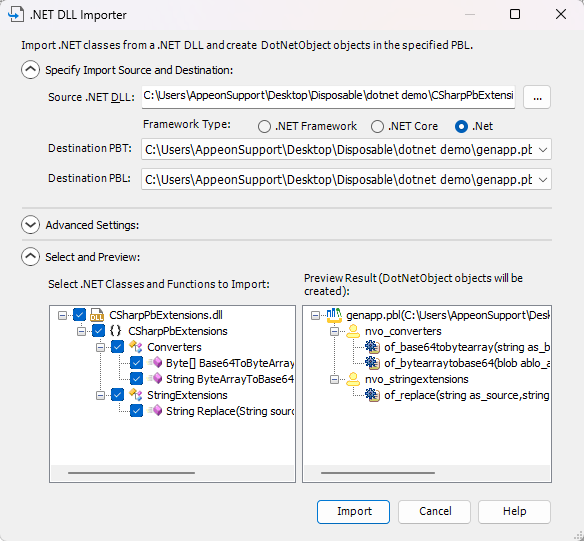 .NET DLL Importer
Import .NET classes from a .NET DLL and create DotNetObject objects in the specified PBL.
Specify Import Source and Destination:
Source .NET DLL: C:\Users\AppeonSupport\Desktop\Disposable\dotnet demo\CSharpPbExtensi ...
Framework Type: .NET Framework .NET Core .Net
Destination PBT: C:\Users\AppeonSupport\Desktop\Disposable\dotnet demo\genapp.pb
Destination PBL: C:\Users\AppeonSupport\Desktop\Disposable\dotnet demo\genapp.pb
Advanced Settings:
Select and Preview:
Select .NET Classes and Functions to Import:
CSharpPbExtensions.dll
CSharpPbExtensions
Converters
Byte[] Base64ToByteArray
String ByteArrayToBase64
StringExtensions
String Replace(String sourc
Preview Result (DotNetObject objects will be
created):
genapp.pbl(C:\Users\AppeonSupport\Desk
nvo_converters
of_base64tobytearray(string as_b
of_bytearraytobase64(blob ablo_a
nvo_stringextensions
of_replace(string as_source,string
Import Cancel Help